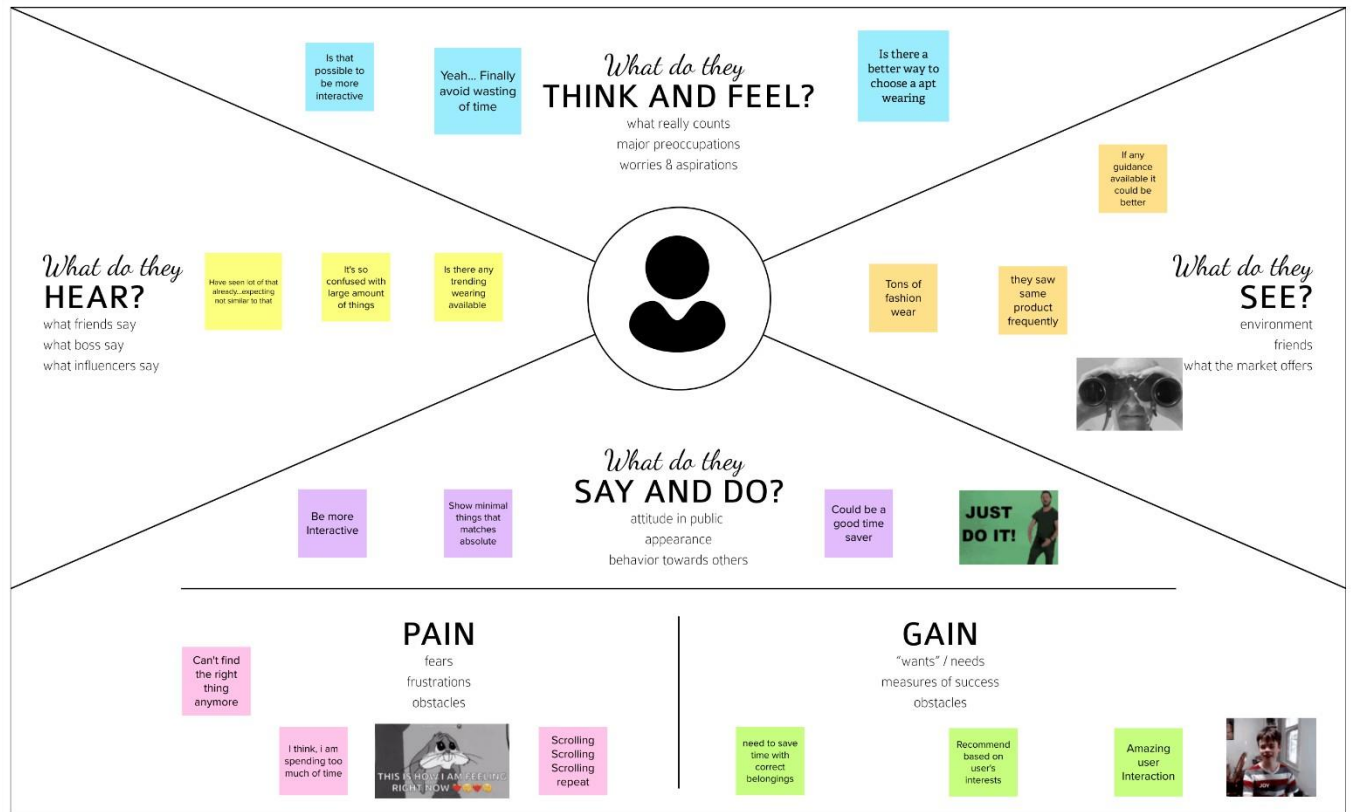 Is that
possible to
be more
interactive
Yeah... Finally
avoid wasting
of time
What do they
THINK AND FEEL?
what really counts
major preoccupations
worries & aspirations
Is there a
better way to
choose a apt
wearing
If any
guidance
available it
could be
better
What do they
HEAR?
what friends say
what boss say
what influencers say
Have seen lot of that
already...expecting
not similar to that
It's so
confused with
large amount
of things
Is there any
trending
wearing
available
Tons of
fashion
wear
they saw
same
product
frequently
What do they
SEE?
environment
friends
what the market offers
What do they
SAY AND DO?
attitude in public
appearance
behavior towards others
Be more
Interactive
Show minimal
things that
matches
absolute
Could be a
good time
saver
JUST
DO IT!
PAIN
fears
frustrations
obstacles
Can't find
the right
thing
anymore
I think, i am
spending too
much of time
THIS IS HOW I AM FEELING
RIGHT NOW
Scrolling
Scrolling
Scrolling
repeat
GAIN
"wants" / needs
measures of success
obstacles
need to save
time with
correct
belongings
Recommend
based on
user's
interests
Amazing
user
Interaction
JOY